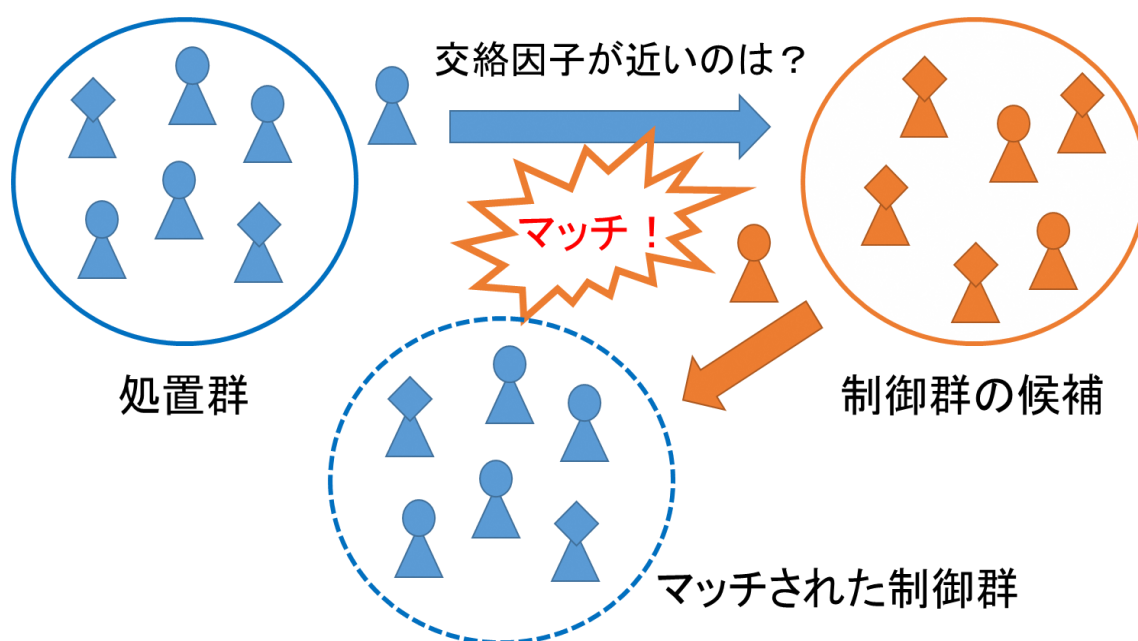 交絡因子が近いのは？
マッチ！
処置群
制御群の候補
マッチされた制御群